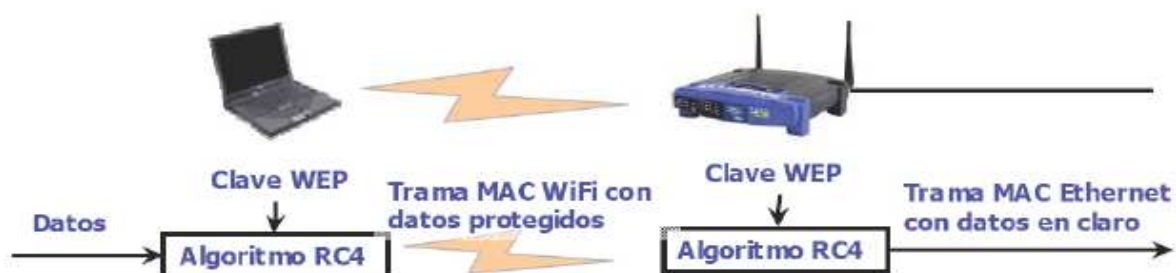 Clave WEP
Clave WEP
Datos
Trama MAC WiFi con
datos protegidos
Trama MAC Ethernet
con datos en claro
Algoritmo RC4
Algoritmo RC4